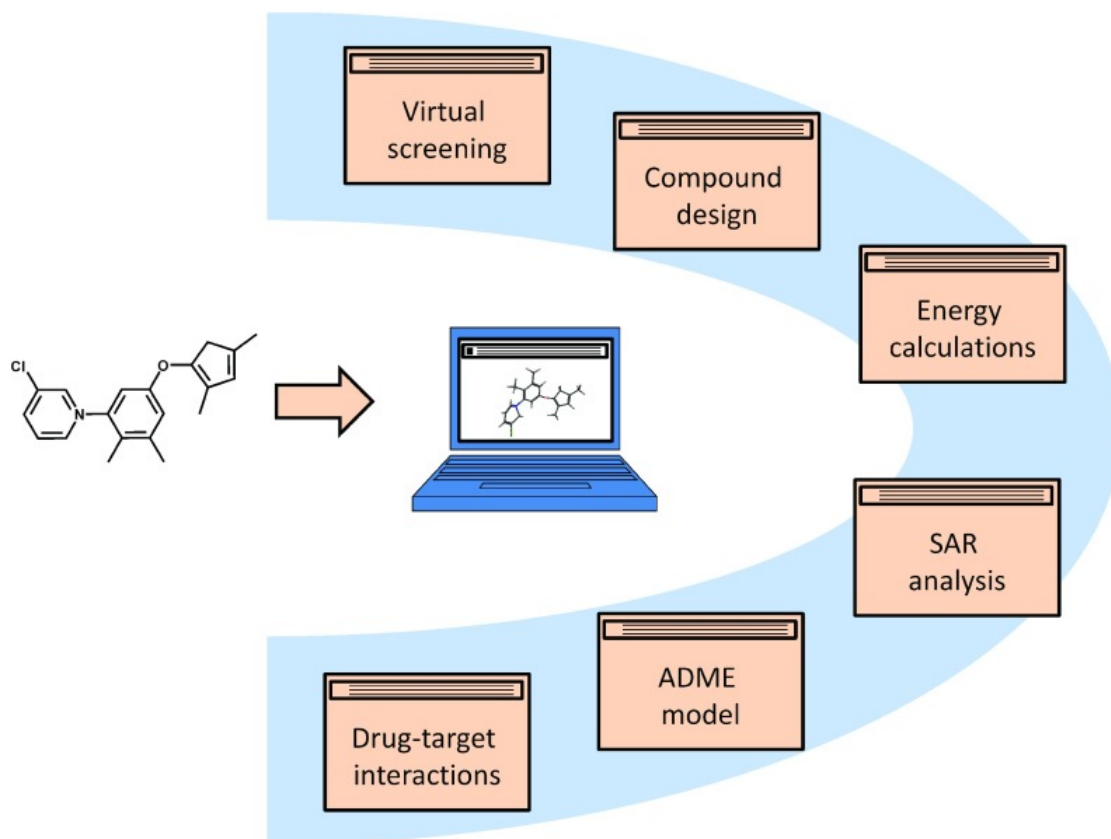 Virtual
screening
Compound
design
Energy
calculations
Cl
O
N
SAR
analysis
ADME
model
Drug-target
interactions